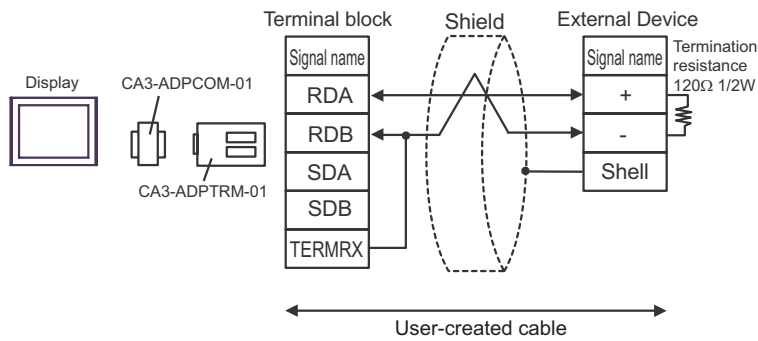 Terminal block
Shield
External Device
Signal name
Signal name
Termination
resistance
120Ω 1/2W
Display
CA3-ADPCOM-01
RDA
+
RDB
-
SDA
Shell
CA3-ADPTRM-01
SDB
TERMRX
User-created cable